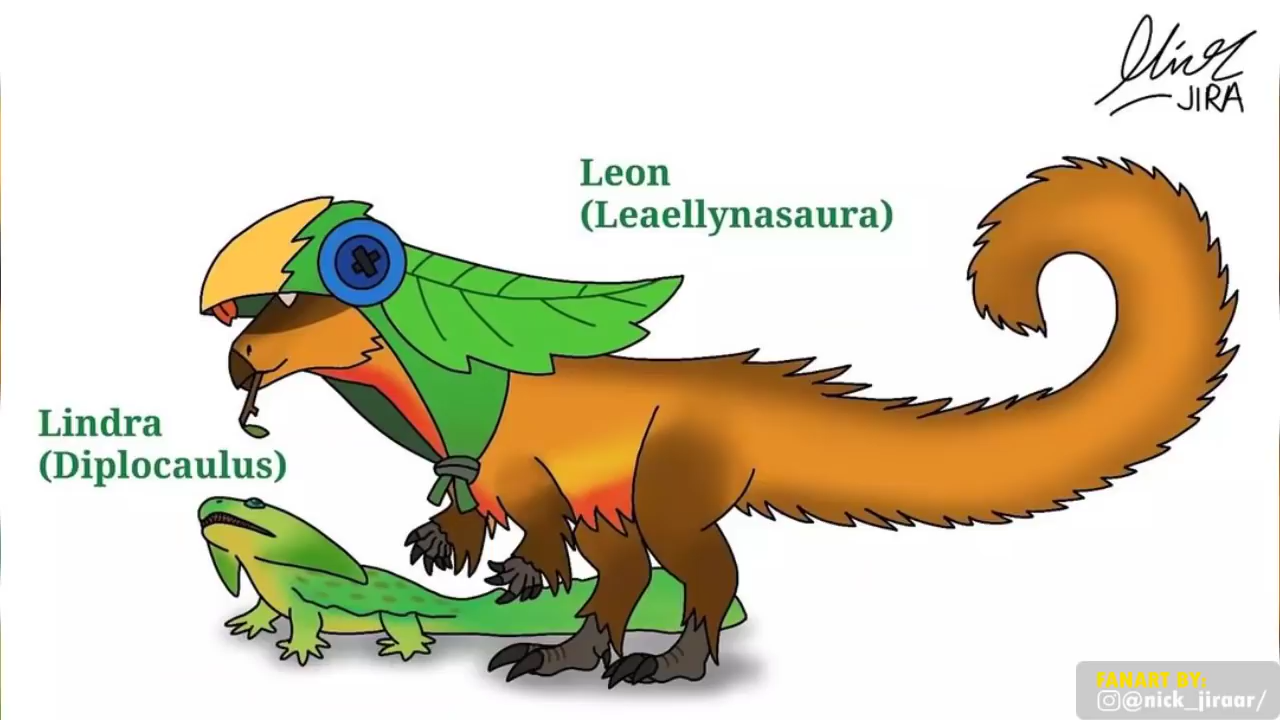 JIRA
Leon
(Leaellynasaura)
Lindra
(Diplocaulus)
FANART BY:
@nick_jiraar/